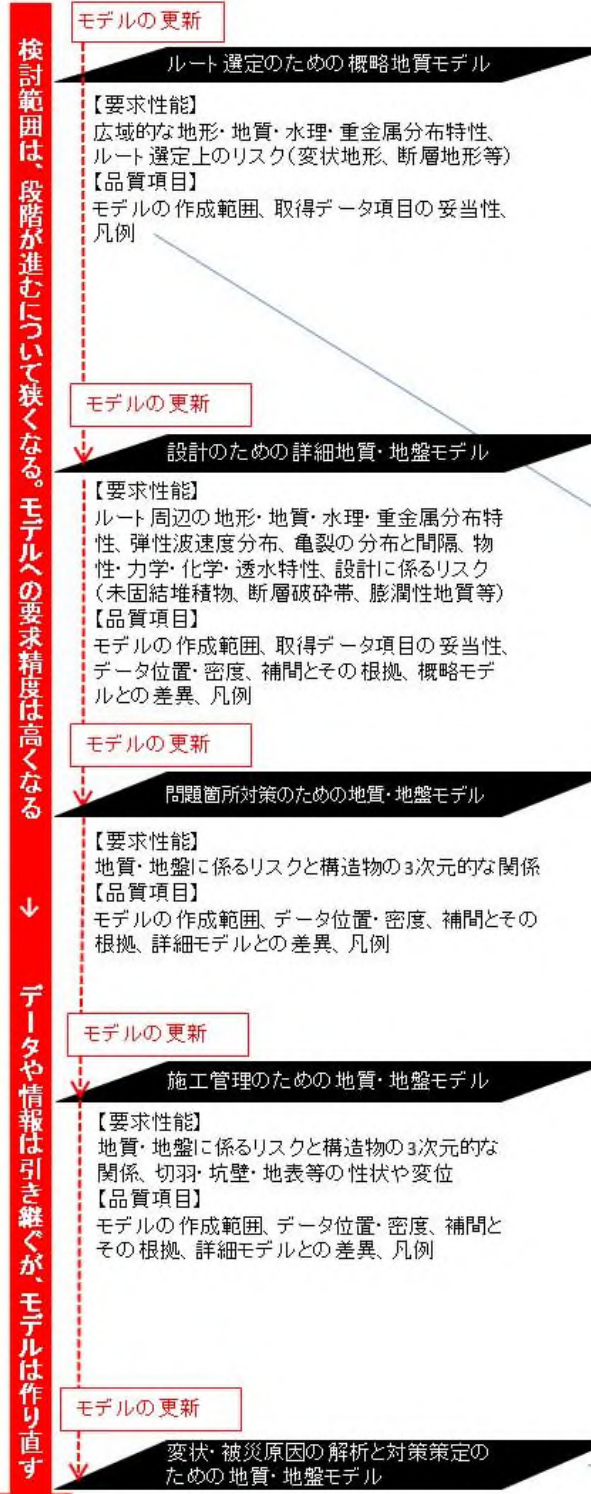 検討範囲は、段階が進むについて狭くなる。モデルへの要求精度は高くなる → データや情報は引き継ぐが、モデルは作り直す
モデルの更新
ルート選定のための概略地質モデル
【要求性能】
広域的な地形・地質・水理・重金属分布特性、
ルート選定上のリスク(変状地形、断層地形等)
【品質項目】
モデルの作成範囲、取得データ項目の妥当性、
凡例
モデルの更新
設計のための詳細地質・地盤モデル
【要求性能】
ルート周辺の地形・地質・水理・重金属分布特
性、弾性波速度分布、亀裂の分布と間隔、物
性・力学・化学・透水特性、設計に係るリスク
(未固結堆積物、断層破砕帯、膨潤性地質等)
【品質項目】
モデルの作成範囲、取得データ項目の妥当性、
データ位置・密度、補間とその根拠、概略モデ
ルとの差異、凡例
モデルの更新
問題箇所対策のための地質・地盤モデル
【要求性能】
地質・地盤に係るリスクと構造物の3次元的な関係
【品質項目】
モデルの作成範囲、データ位置・密度、補間とその
根拠、詳細モデルとの差異、凡例
モデルの更新
施工管理のための地質・地盤モデル
【要求性能】
地質・地盤に係るリスクと構造物の3次元的な
関係、切羽・坑壁・地表等の性状や変位
【品質項目】
モデルの作成範囲、データ位置・密度、補間と
その根拠、詳細モデルとの差異、凡例
モデルの更新
変状・被災原因の解析と対策策定の
ための地質・地盤モデル